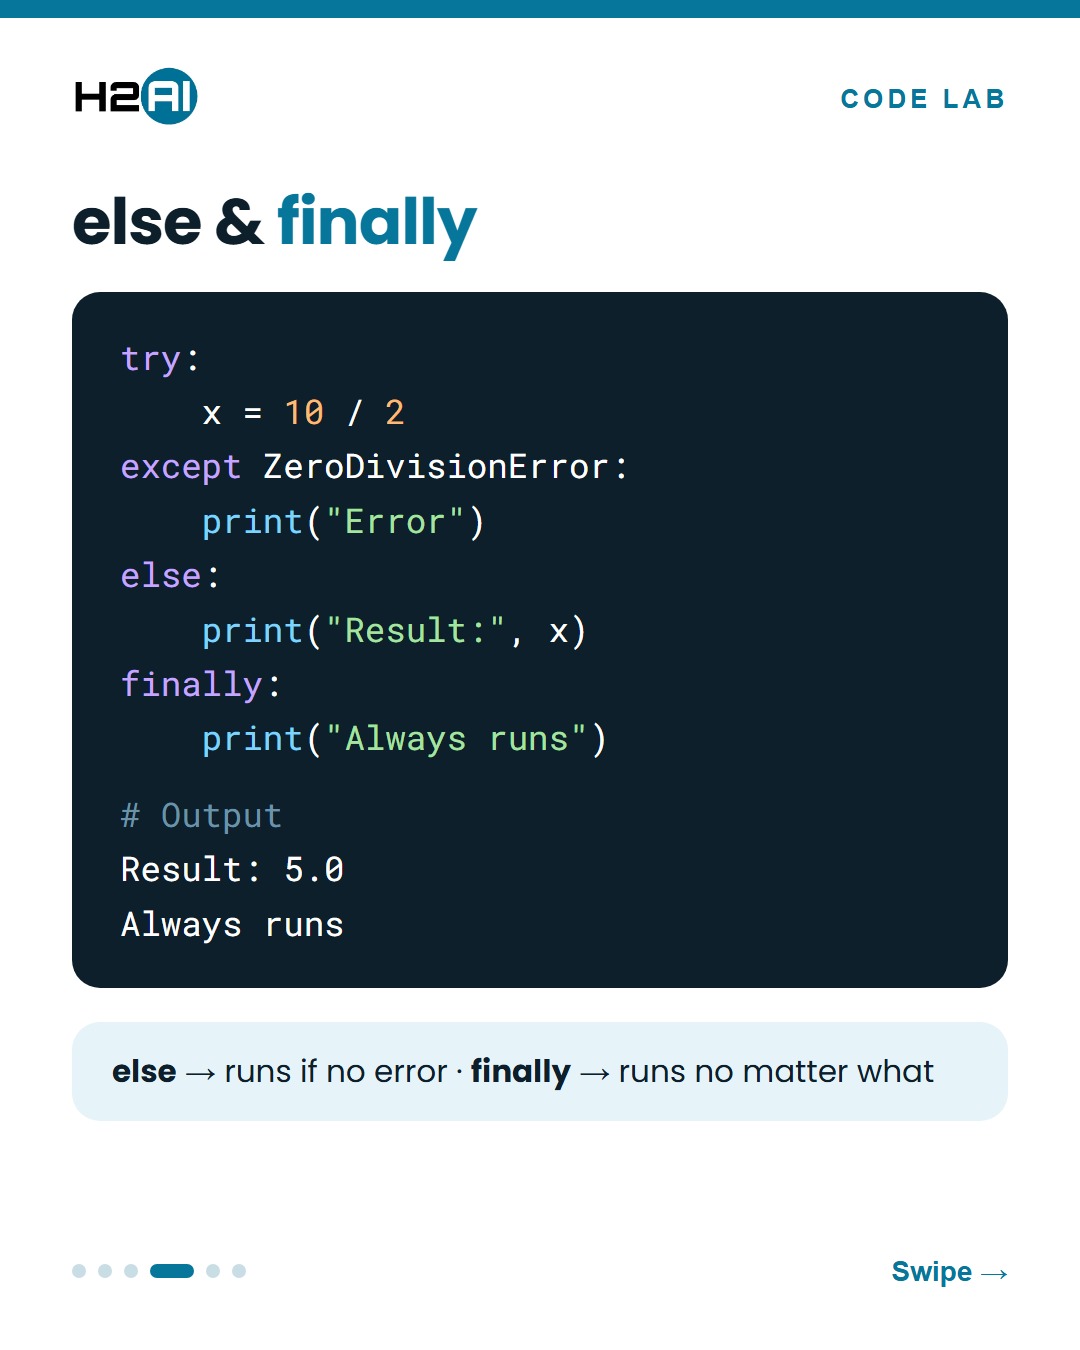 H2AI
CODE LAB
else & finally
try:
    x = 10 / 2
except ZeroDivisionError:
    print("Error")
else:
    print("Result:", x)
finally:
    print("Always runs")
# Output
Result: 5.0
Always runs
else → runs if no error · finally → runs no matter what
Swipe →